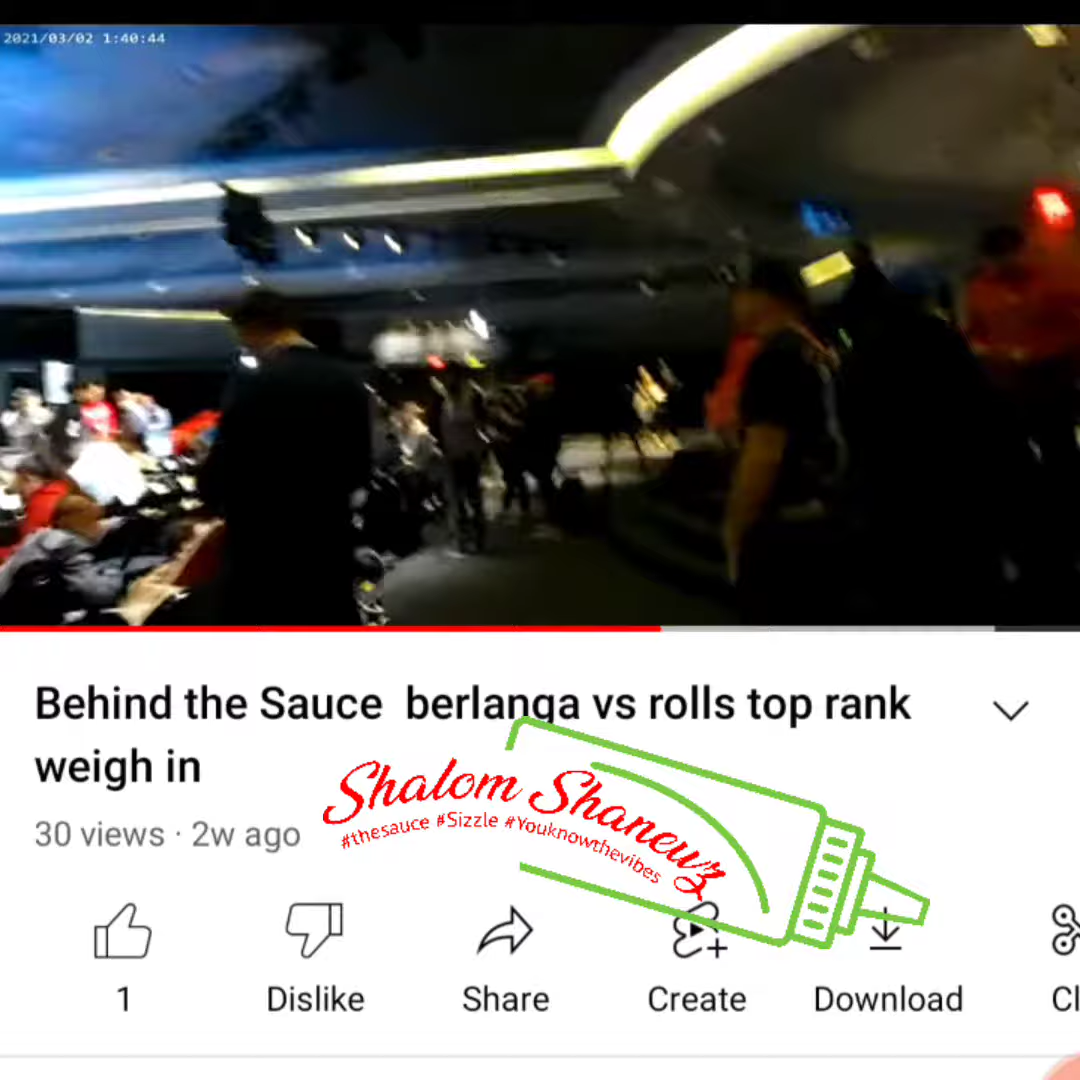 2021/03/02 1:40:44
Behind the Sauce berlanga vs rolls top rank
weigh in
Shalom Shanewz
#thesauce #Sizzle #Youknowthevibes
30 views · 2w ago
1
Dislike
Share
Create
Download
Cl